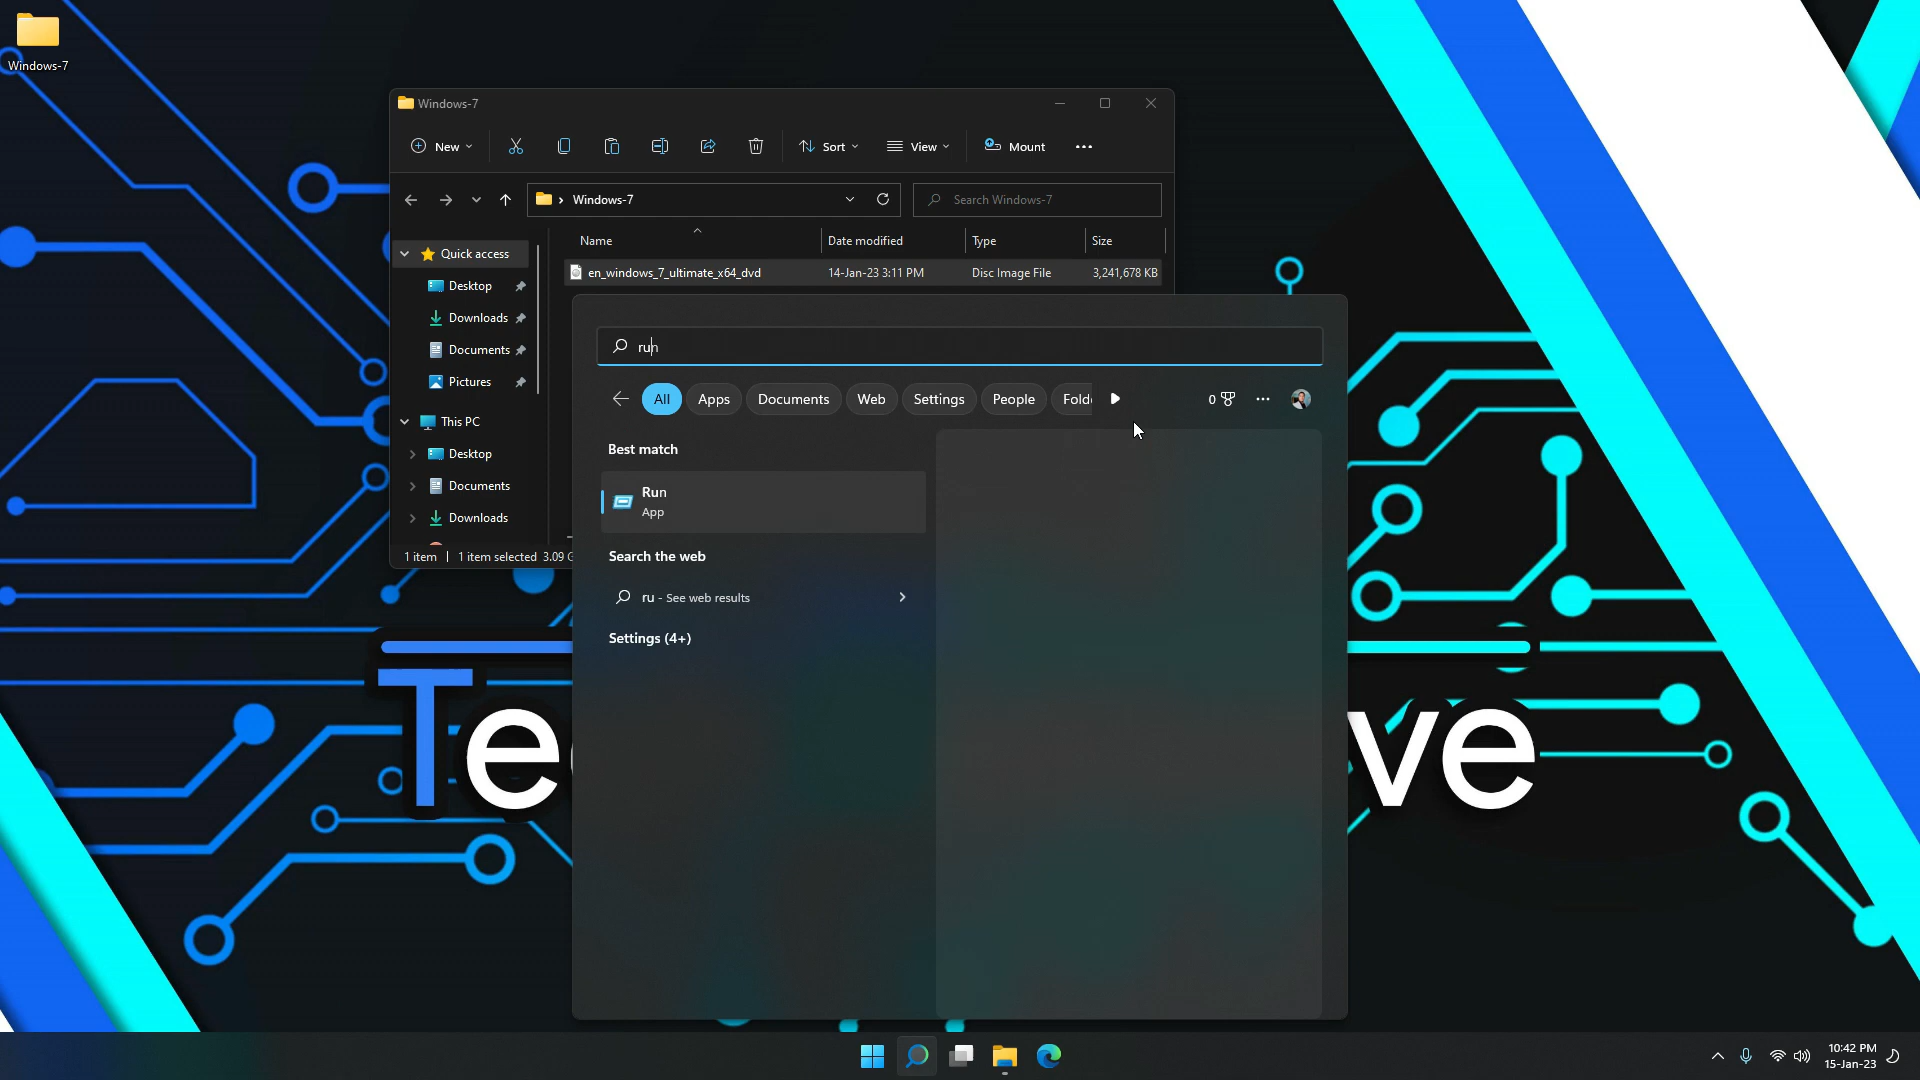 Windows-7
Windows-7
New
Sort
View
Mount
Windows-7
Search Windows-7
Name
Date modified
Type
Size
Quick access
en_windows_7_ultimate_x64_dvd
14-Jan-23 3:11 PM
Disc Image File
3,241,678 KB
Desktop
Downloads
Documents
Pictures
This PC
Desktop
Documents
Downloads
1 item
1 item selected 3.09
run
All
Apps
Documents
Web
Settings
People
Fold
0
Best match
Run
App
Search the web
ru - See web results
Settings (4+)
Te
ve
10:42 PM
15-Jan-23